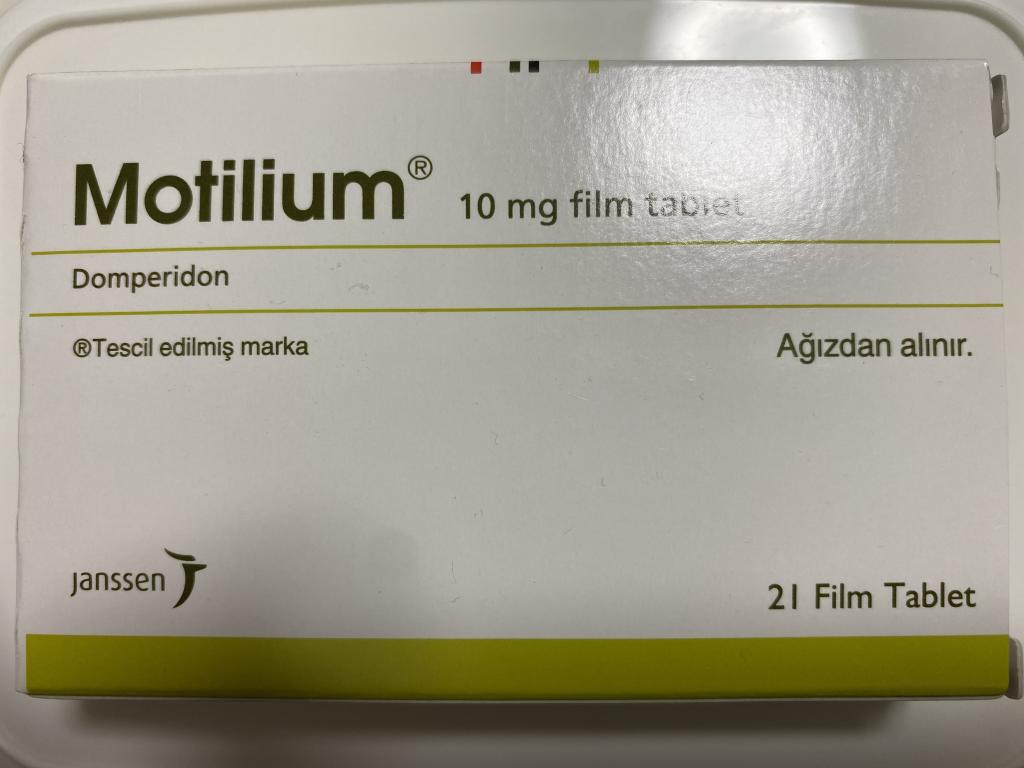 Motilium® 10 mg film tablet
Domperidon
®Tescil edilmiş marka
Ağızdan alınır.
janssen
21 Film Tablet